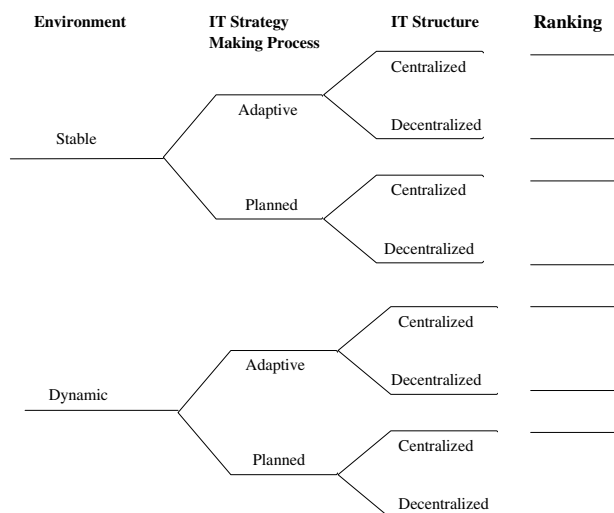 Environment
IT Strategy
Making Process
IT Structure
Ranking
Centralized
Adaptive
Decentralized
Stable
Centralized
Planned
Decentralized
Centralized
Adaptive
Decentralized
Dynamic
Centralized
Planned
Decentralized